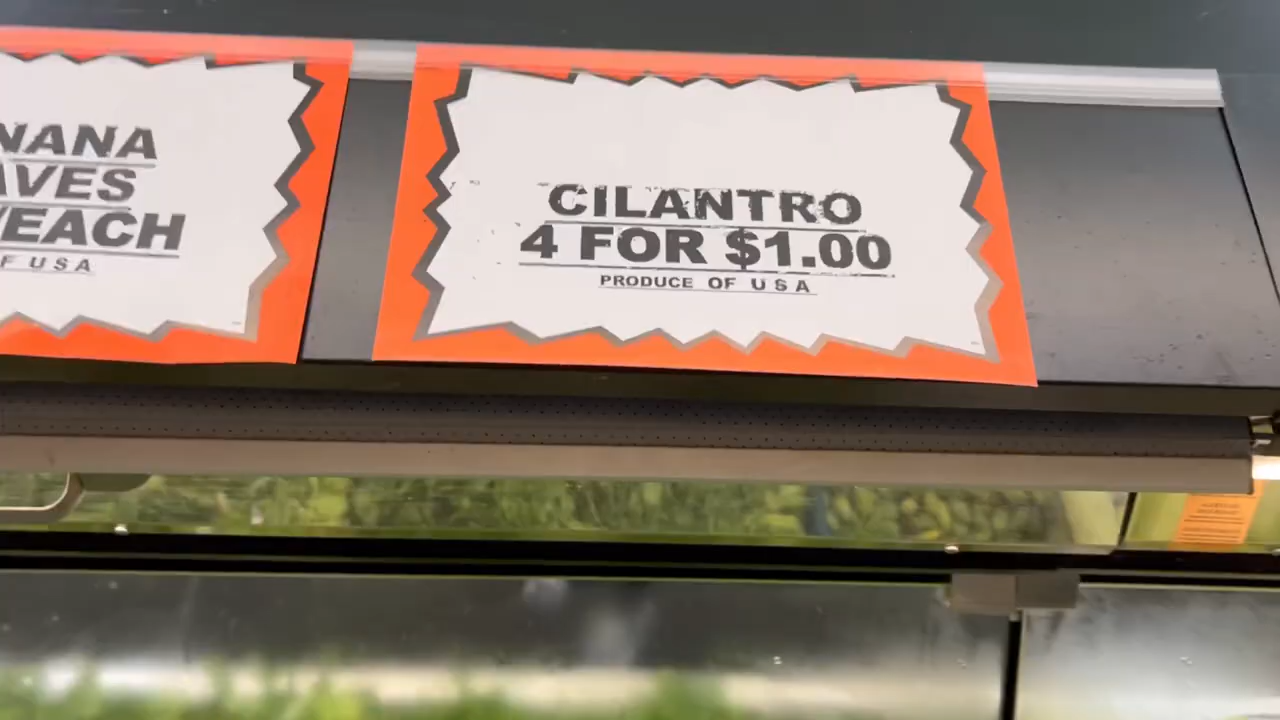 NANA
AVES
/EACH
F USA
CILANTRO
4 FOR $1.00
PRODUCE OF USA